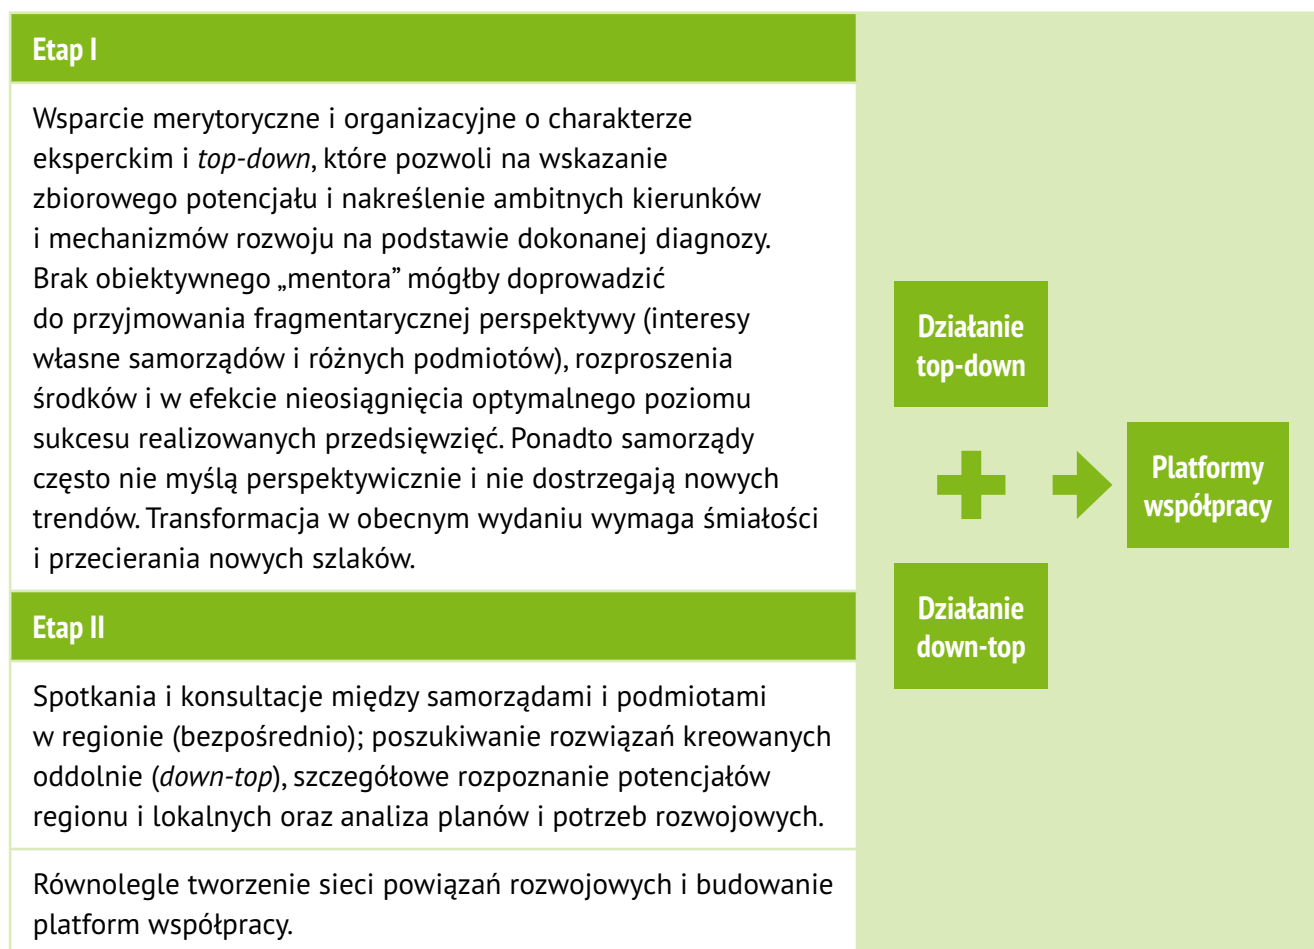 Etap I
Wsparcie merytoryczne i organizacyjne o charakterze
eksperckim i top-down, które pozwoli na wskazanie
zbiorowego potencjału i nakreślenie ambitnych kierunków
i mechanizmów rozwoju na podstawie dokonanej diagnozy.
Brak obiektywnego „mentora” mógłby doprowadzić
do przyjmowania fragmentarycznej perspektywy (interesy
własne samorządów i różnych podmiotów), rozproszenia
środków i w efekcie nieosiągnięcia optymalnego poziomu
sukcesu realizowanych przedsięwzięć. Ponadto samorządy
często nie myślą perspektywicznie i nie dostrzegają nowych
trendów. Transformacja w obecnym wydaniu wymaga śmiałości
i przecierania nowych szlaków.
Etap II
Spotkania i konsultacje między samorządami i podmiotami
w regionie (bezpośrednio); poszukiwanie rozwiązań kreowanych
oddolnie (down-top), szczegółowe rozpoznanie potencjałów
regionu i lokalnych oraz analiza planów i potrzeb rozwojowych.
Równolegle tworzenie sieci powiązań rozwojowych i budowanie
platform współpracy.
Działanie
top-down
Działanie
down-top
Platformy
współpracy